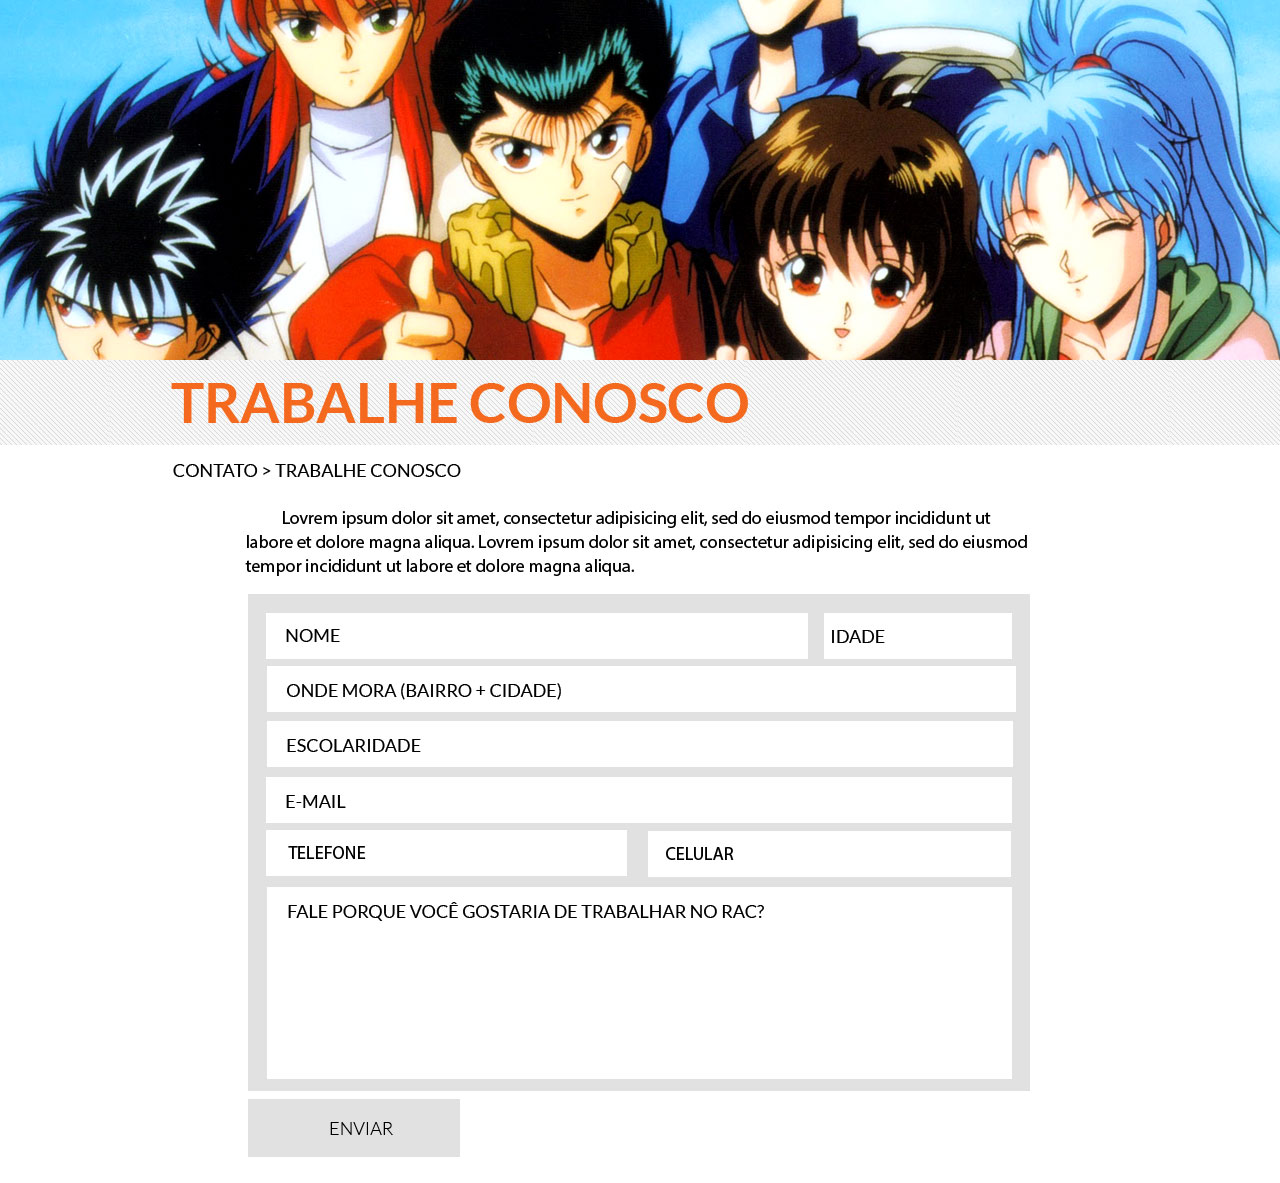 TRABALHE CONOSCO
CONTATO > TRABALHE CONOSCO
Lovrem ipsum dolor sit amet, consectetur adipisicing elit, sed do eiusmod tempor incididunt ut
labore et dolore magna aliqua. Lovrem ipsum dolor sit amet, consectetur adipisicing elit, sed do eiusmod
tempor incididunt ut labore et dolore magna aliqua.
NOME
IDADE
ONDE MORA (BAIRRO + CIDADE)
ESCOLARIDADE
E-MAIL
TELEFONE
CELULAR
FALE PORQUE VOCÊ GOSTARIA DE TRABALHAR NO RAC?
ENVIAR